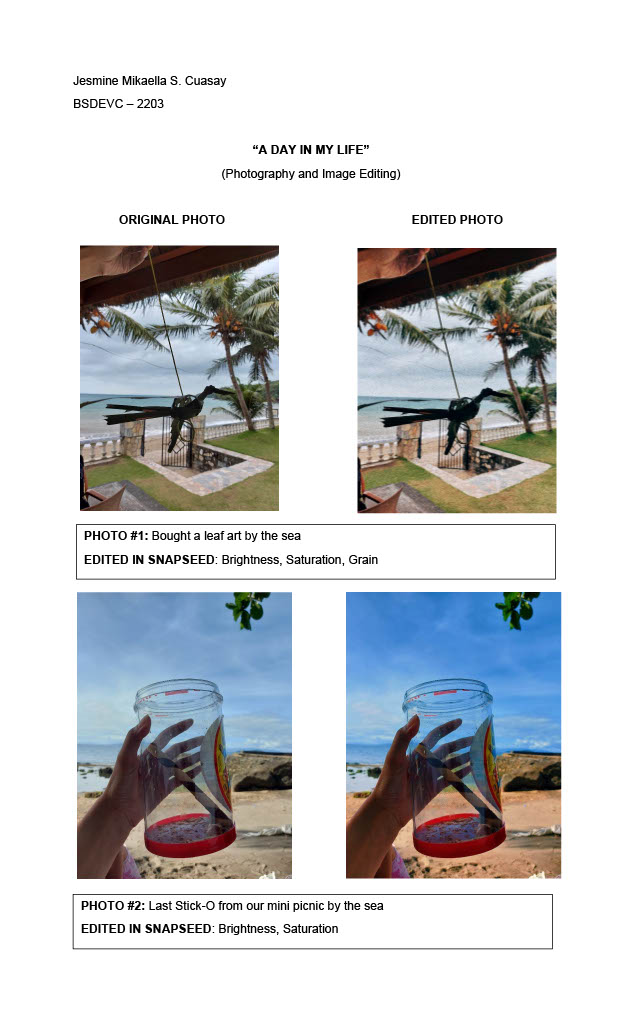 Jesmine Mikaella S. Cuasay
BSDEVC – 2203
“A DAY IN MY LIFE”
(Photography and Image Editing)
ORIGINAL PHOTO
EDITED PHOTO
PHOTO #1: Bought a leaf art by the sea
EDITED IN SNAPSEED: Brightness, Saturation, Grain
PHOTO #2: Last Stick-O from our mini picnic by the sea
EDITED IN SNAPSEED: Brightness, Saturation